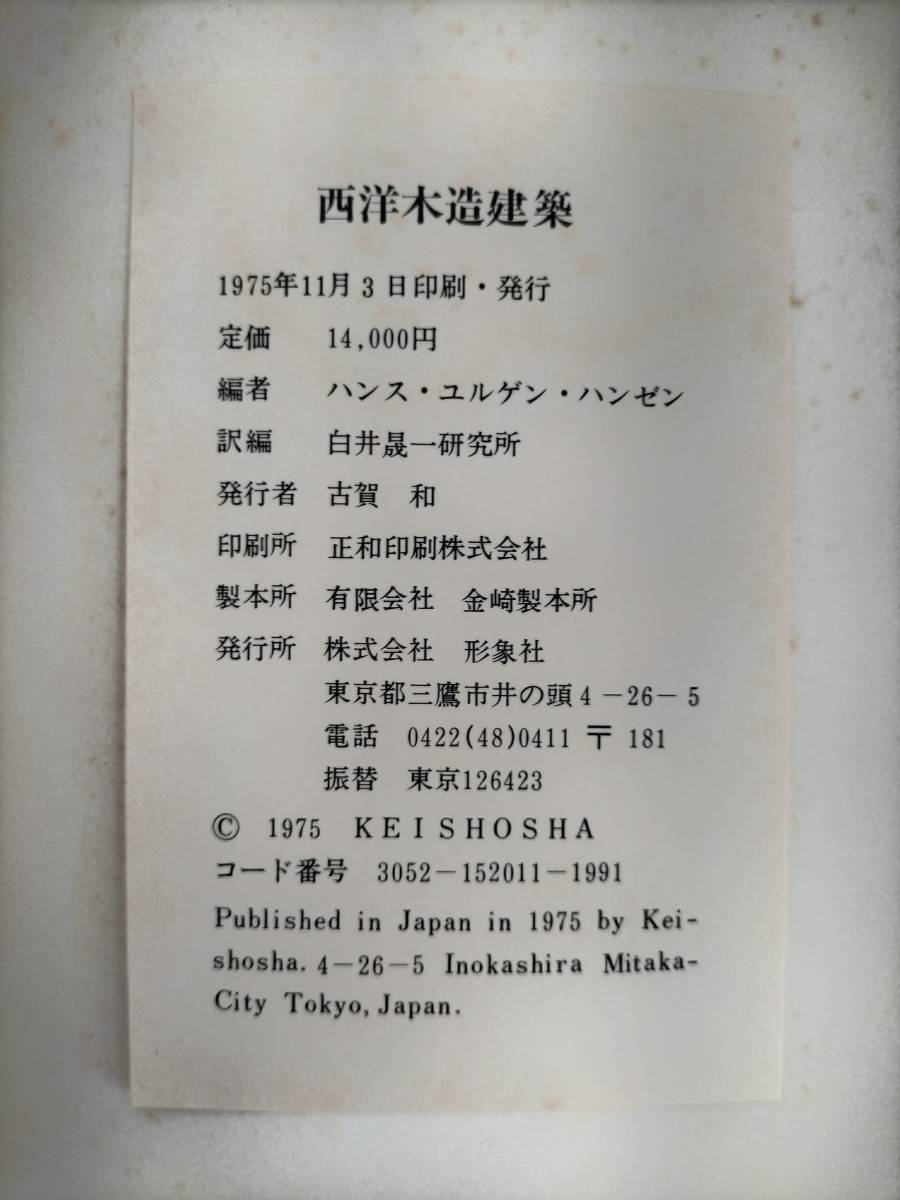 西洋木造建築
1975年11月3日印刷・発行
定価 14,000円
編者 ハンス・ユルゲン・ハンゼン
訳編 白井晟一研究所
発行者 古賀 和
印刷所 正和印刷株式会社
製本所 有限会社 金崎製本所
発行所 株式会社 形象社
東京都三鷹市井の頭4-26-5
電話 0422(48)0411 〒 181
振替 東京126423
© 1975 KEISHOSHA
コード番号 3052-152011-1991
Published in Japan in 1975 by Kei-
shosha. 4-26-5 Inokashira Mitaka-
City Tokyo, Japan.